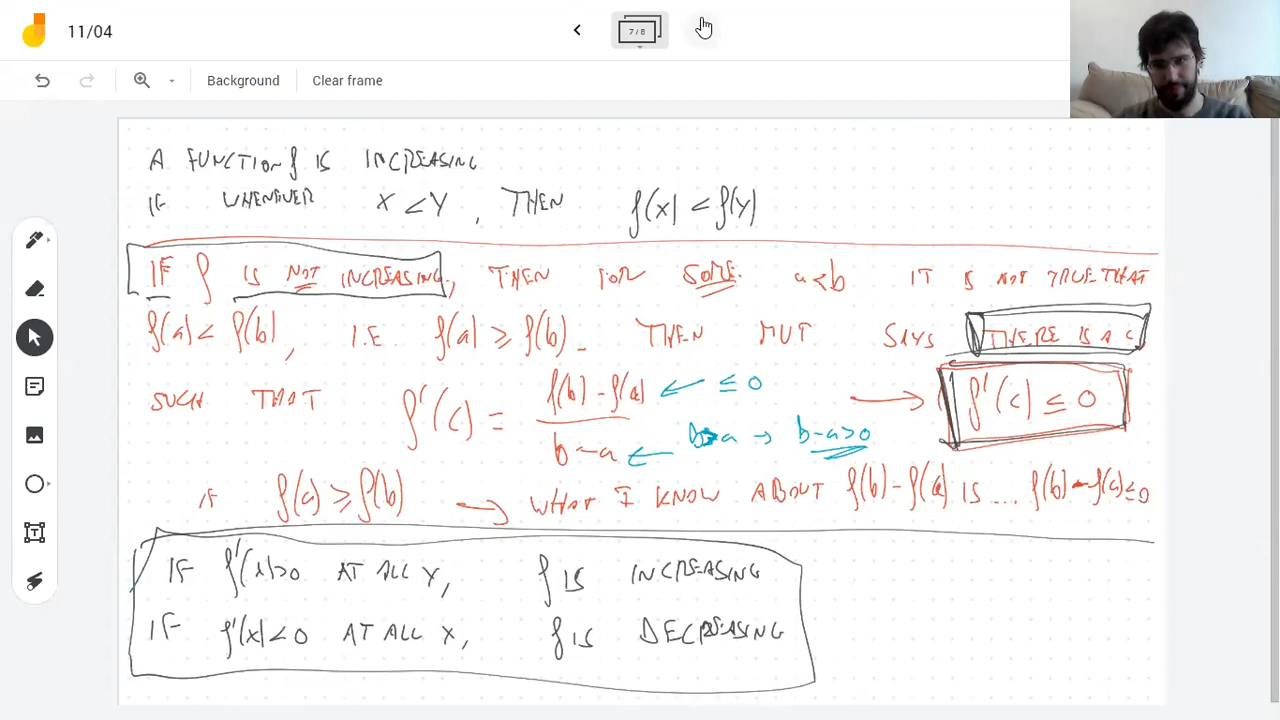 11/04
7 / 8
Background
Clear frame
A FUNCTION f IS INCREASING
IF WHENEVER X < Y, THEN f(x) < f(y)
IF f IS NOT INCREASING, THEN FOR SOME a<b IT IS NOT TRUE THAT
f(a) < f(b), I.E. f(a) ≥ f(b). THEN MVT SAYS THERE IS A C
SUCH THAT f'(c) = f(b) - f(a) / b - a ← ≤ 0 → f'(c) ≤ 0
← b>a → b-a>0
IF f(a) ≥ f(b) → WHAT I KNOW ABOUT f(b) - f(a) IS ... f(b) - f(a) ≤ 0
IF f'(x)>0 AT ALL X, f IS INCREASING
IF f'(x)<0 AT ALL X, f IS DECREASING